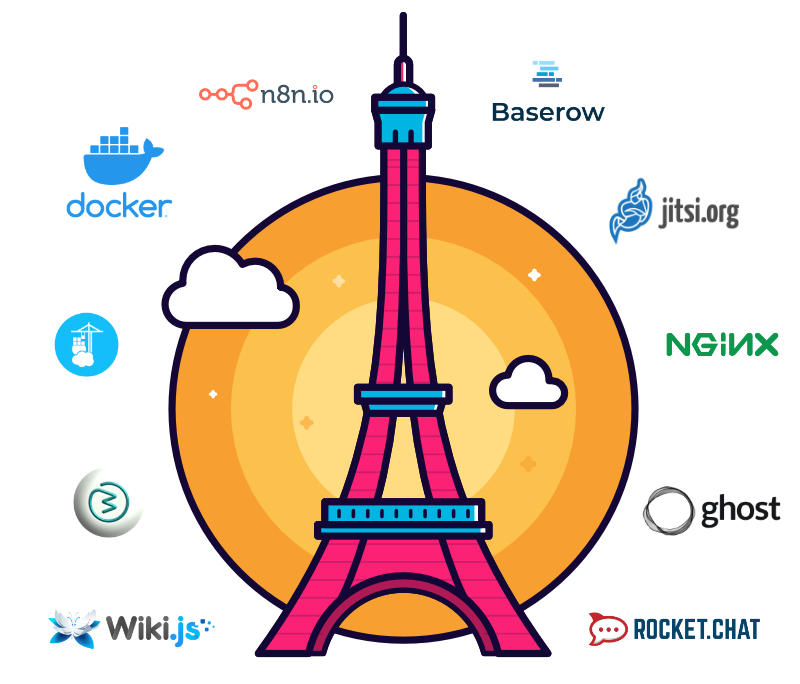 n8n.io
Baserow
docker
jitsi.org
NGINX
ghost
Wiki.js
ROCKET.CHAT